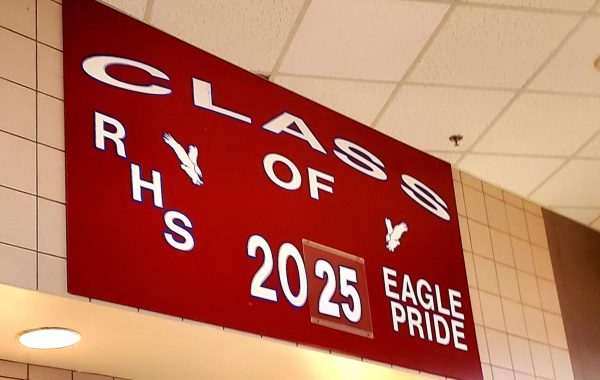 CLASS
OF
RHS
2025
EAGLE
PRIDE